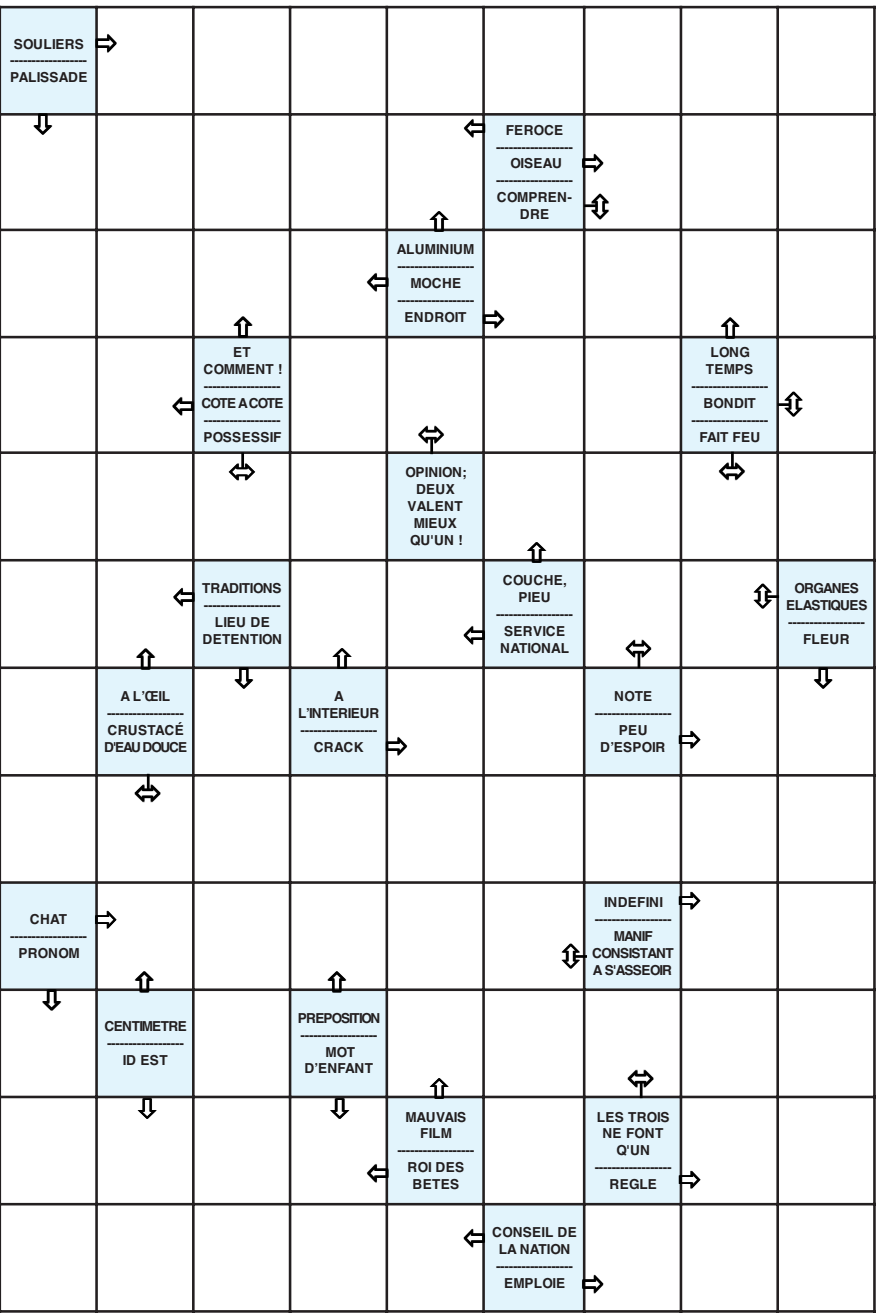 SOULIERS
-------------------
PALISSADE
FEROCE
-------------------
OISEAU
-------------------
COMPREN-
DRE
ALUMINIUM
-------------------
MOCHE
-------------------
ENDROIT
ET
COMMENT !
-------------------
COTE A COTE
-------------------
POSSESSIF
LONG
TEMPS
-------------------
BONDIT
-------------------
FAIT FEU
OPINION;
DEUX
VALENT
MIEUX
QU'UN !
TRADITIONS
-------------------
LIEU DE
DETENTION
COUCHE,
PIEU
-------------------
SERVICE
NATIONAL
ORGANES
ELASTIQUES
-------------------
FLEUR
A L'ŒIL
-------------------
CRUSTACÉ
D'EAU DOUCE
A
L'INTERIEUR
-------------------
CRACK
NOTE
-------------------
PEU
D'ESPOIR
CHAT
-------------------
PRONOM
INDEFINI
-------------------
MANIF
CONSISTANT
A S'ASSEOIR
CENTIMETRE
-------------------
ID EST
PREPOSITION
-------------------
MOT
D'ENFANT
MAUVAIS
FILM
-------------------
ROI DES
BETES
LES TROIS
NE FONT
QU'UN
-------------------
REGLE
CONSEIL DE
LA NATION
-------------------
EMPLOIE